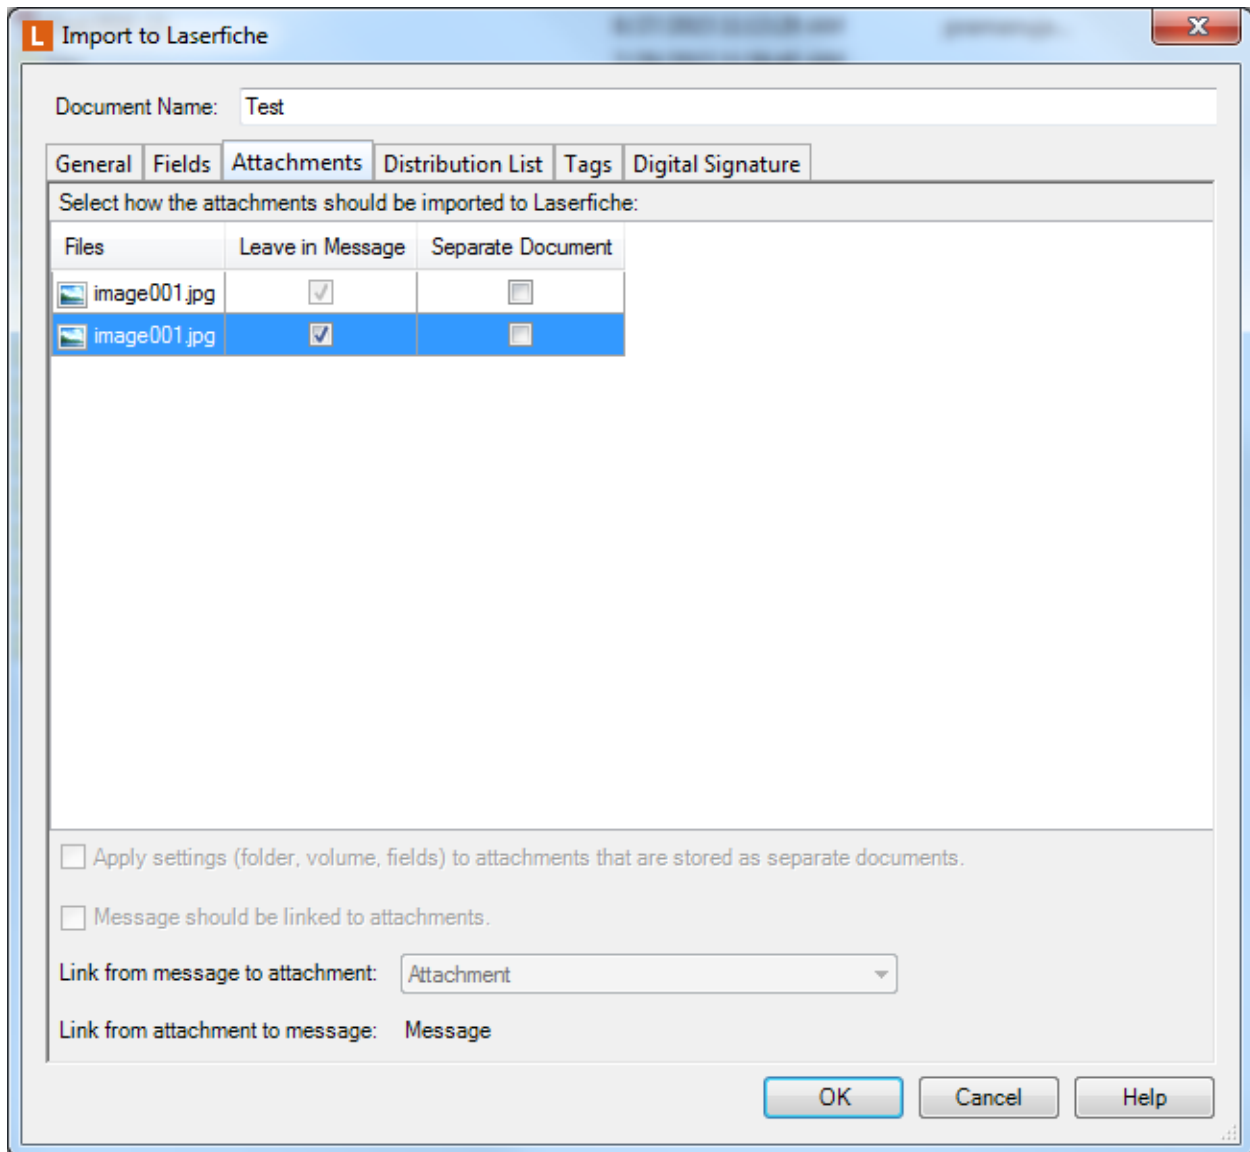 L Import to Laserfiche
Document Name: Test
General Fields Attachments Distribution List Tags Digital Signature
Select how the attachments should be imported to Laserfiche:
Files Leave in Message Separate Document
image001.jpg
image001.jpg
Apply settings (folder, volume, fields) to attachments that are stored as separate documents.
Message should be linked to attachments.
Link from message to attachment: Attachment
Link from attachment to message: Message
OK Cancel Help